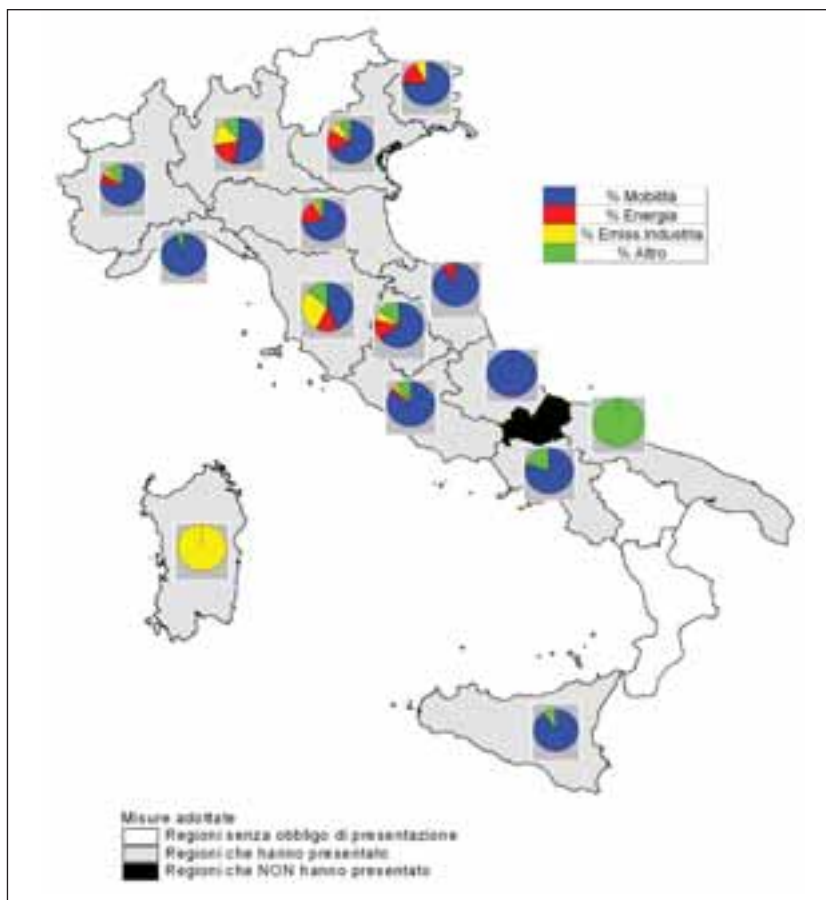 % Mobilità
% Energia
% Emiss.Industria
% Altro
Misure adottate
Regioni senza obbligo di presentazione
Regioni che hanno presentato
Regioni che NON hanno presentato